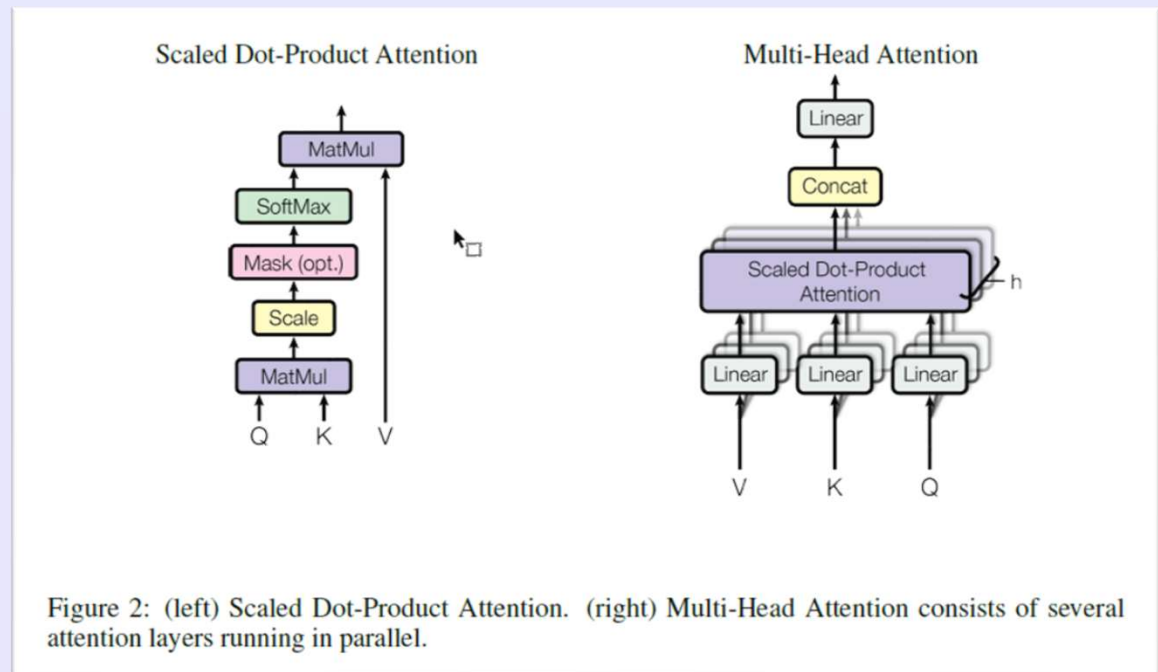 Scaled Dot-Product Attention
MatMul
SoftMax
Mask (opt.)
Scale
MatMul
Q K V
Multi-Head Attention
Linear
Concat
Scaled Dot-Product
Attention
h
Linear Linear Linear
V K Q
Figure 2: (left) Scaled Dot-Product Attention. (right) Multi-Head Attention consists of several
attention layers running in parallel.